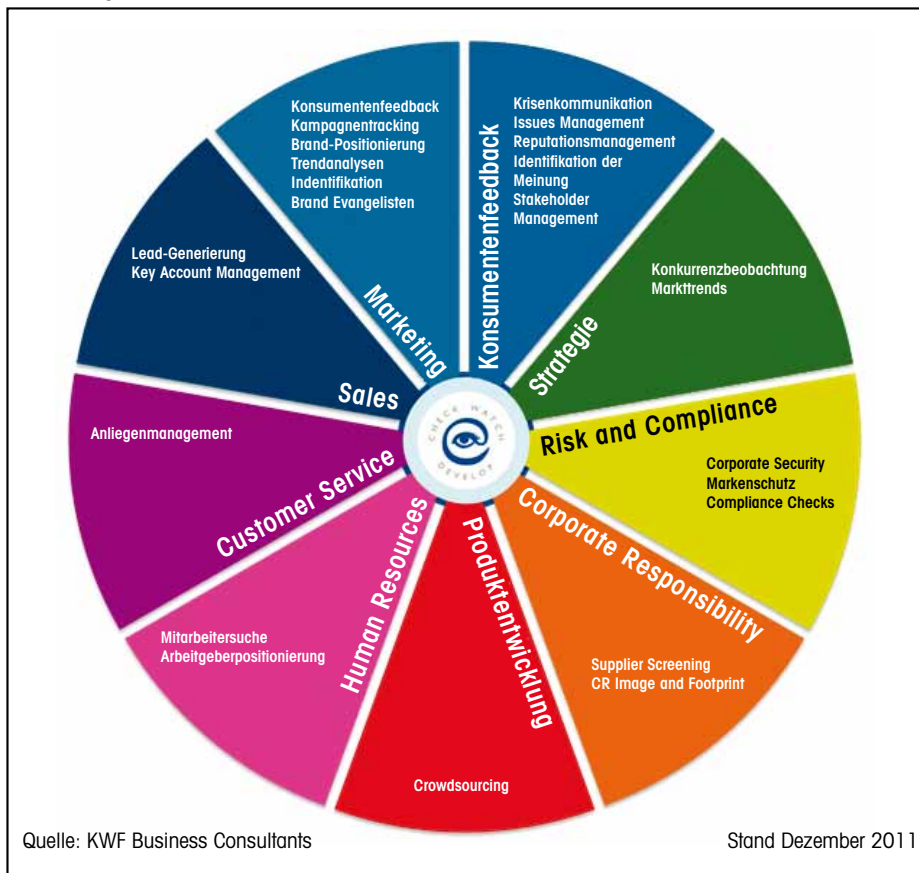 Konsumentenfeedback
Kampagnentracking
Brand-Positionierung
Trendanalysen
Indentifikation
Brand Evangelisten
Marketing
Krisenkommunikation
Issues Management
Reputationsmanagement
Identifikation der
Meinung
Stakeholder
Management
Konsumentenfeedback
Konkurrenzbeobachtung
Markttrends
Strategie
Risk and Compliance
Corporate Security
Markenschutz
Compliance Checks
Corporate Responsibility
Supplier Screening
CR Image and Footprint
Produktentwicklung
Crowdsourcing
Human Resources
Mitarbeitersuche
Arbeitgeberpositionierung
Customer Service
Anliegenmanagement
Sales
Lead-Generierung
Key Account Management
CHECK WATCH
DEVELOP
Quelle: KWF Business Consultants
Stand Dezember 2011